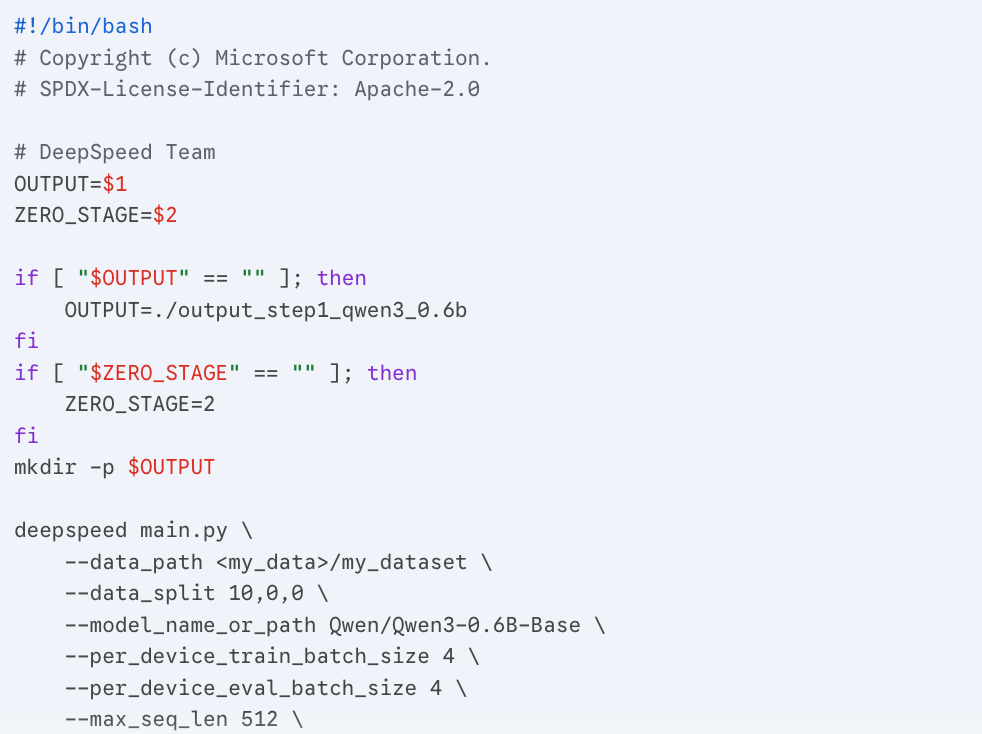 #!/bin/bash
# Copyright (c) Microsoft Corporation.
# SPDX-License-Identifier: Apache-2.0
# DeepSpeed Team
OUTPUT=$1
ZERO_STAGE=$2
if [ "$OUTPUT" == "" ]; then
    OUTPUT=./output_step1_qwen3_0.6b
fi
if [ "$ZERO_STAGE" == "" ]; then
    ZERO_STAGE=2
fi
mkdir -p $OUTPUT
deepspeed main.py \
    --data_path <my_data>/my_dataset \
    --data_split 10,0,0 \
    --model_name_or_path Qwen/Qwen3-0.6B-Base \
    --per_device_train_batch_size 4 \
    --per_device_eval_batch_size 4 \
    --max_seq_len 512 \